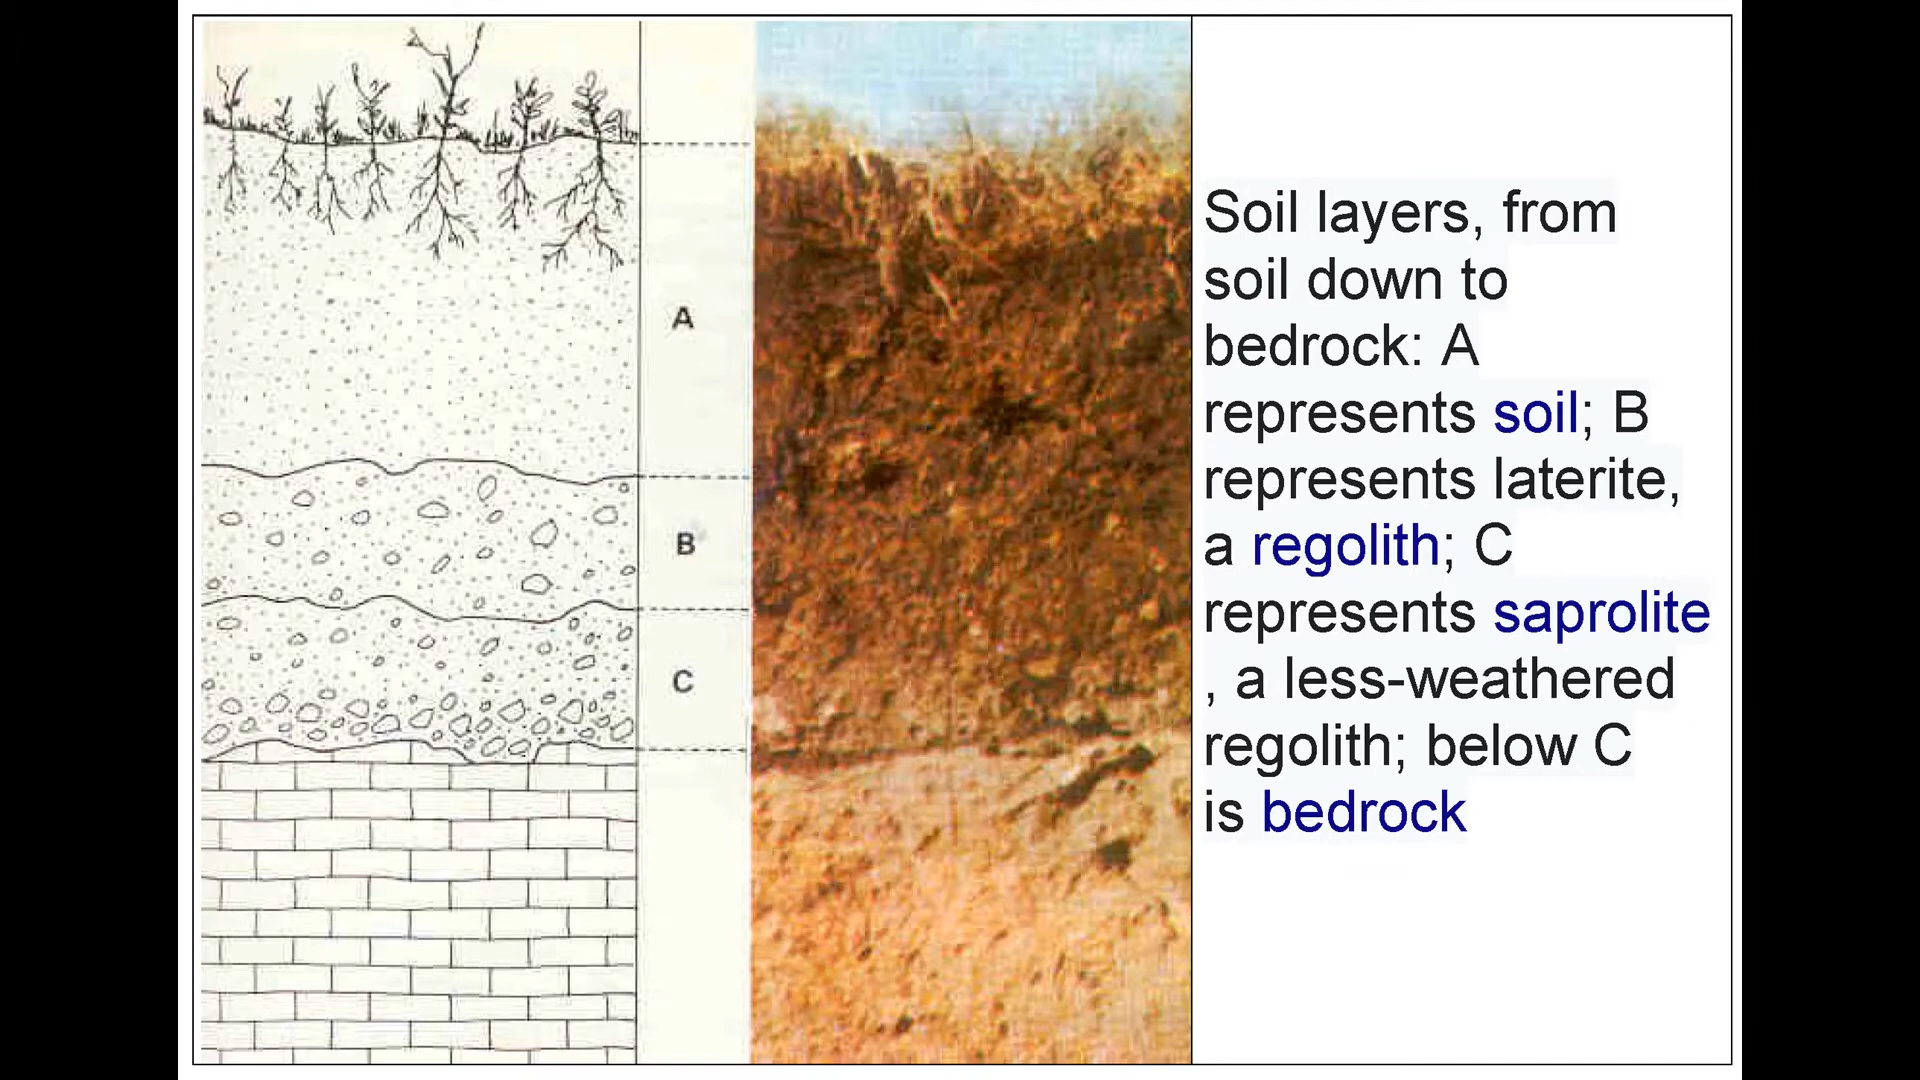 A
B
C
Soil layers, from
soil down to
bedrock: A
represents soil; B
represents laterite,
a regolith; C
represents saprolite
, a less-weathered
regolith; below C
is bedrock